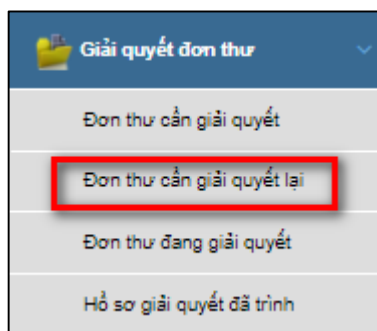 Giải quyết đơn thư
Đơn thư cần giải quyết
Đơn thư cần giải quyết lại
Đơn thư đang giải quyết
Hồ sơ giải quyết đã trình